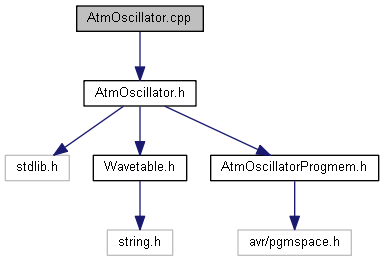 AtmOscillator.cpp
AtmOscillator.h
stdlib.h
Wavetable.h
AtmOscillatorProgmem.h
string.h
avr/pgmspace.h